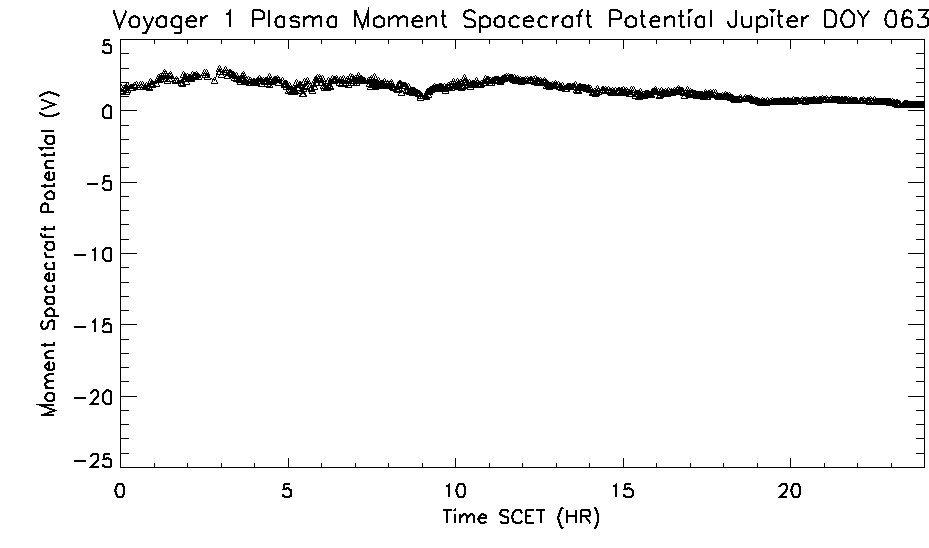 Voyager 1 Plasma Moment Spacecraft Potential Jupiter DOY 063
Moment Spacecraft Potential (V)
5
0
-5
-10
-15
-20
-25
0 5 10 15 20
Time SCET (HR)